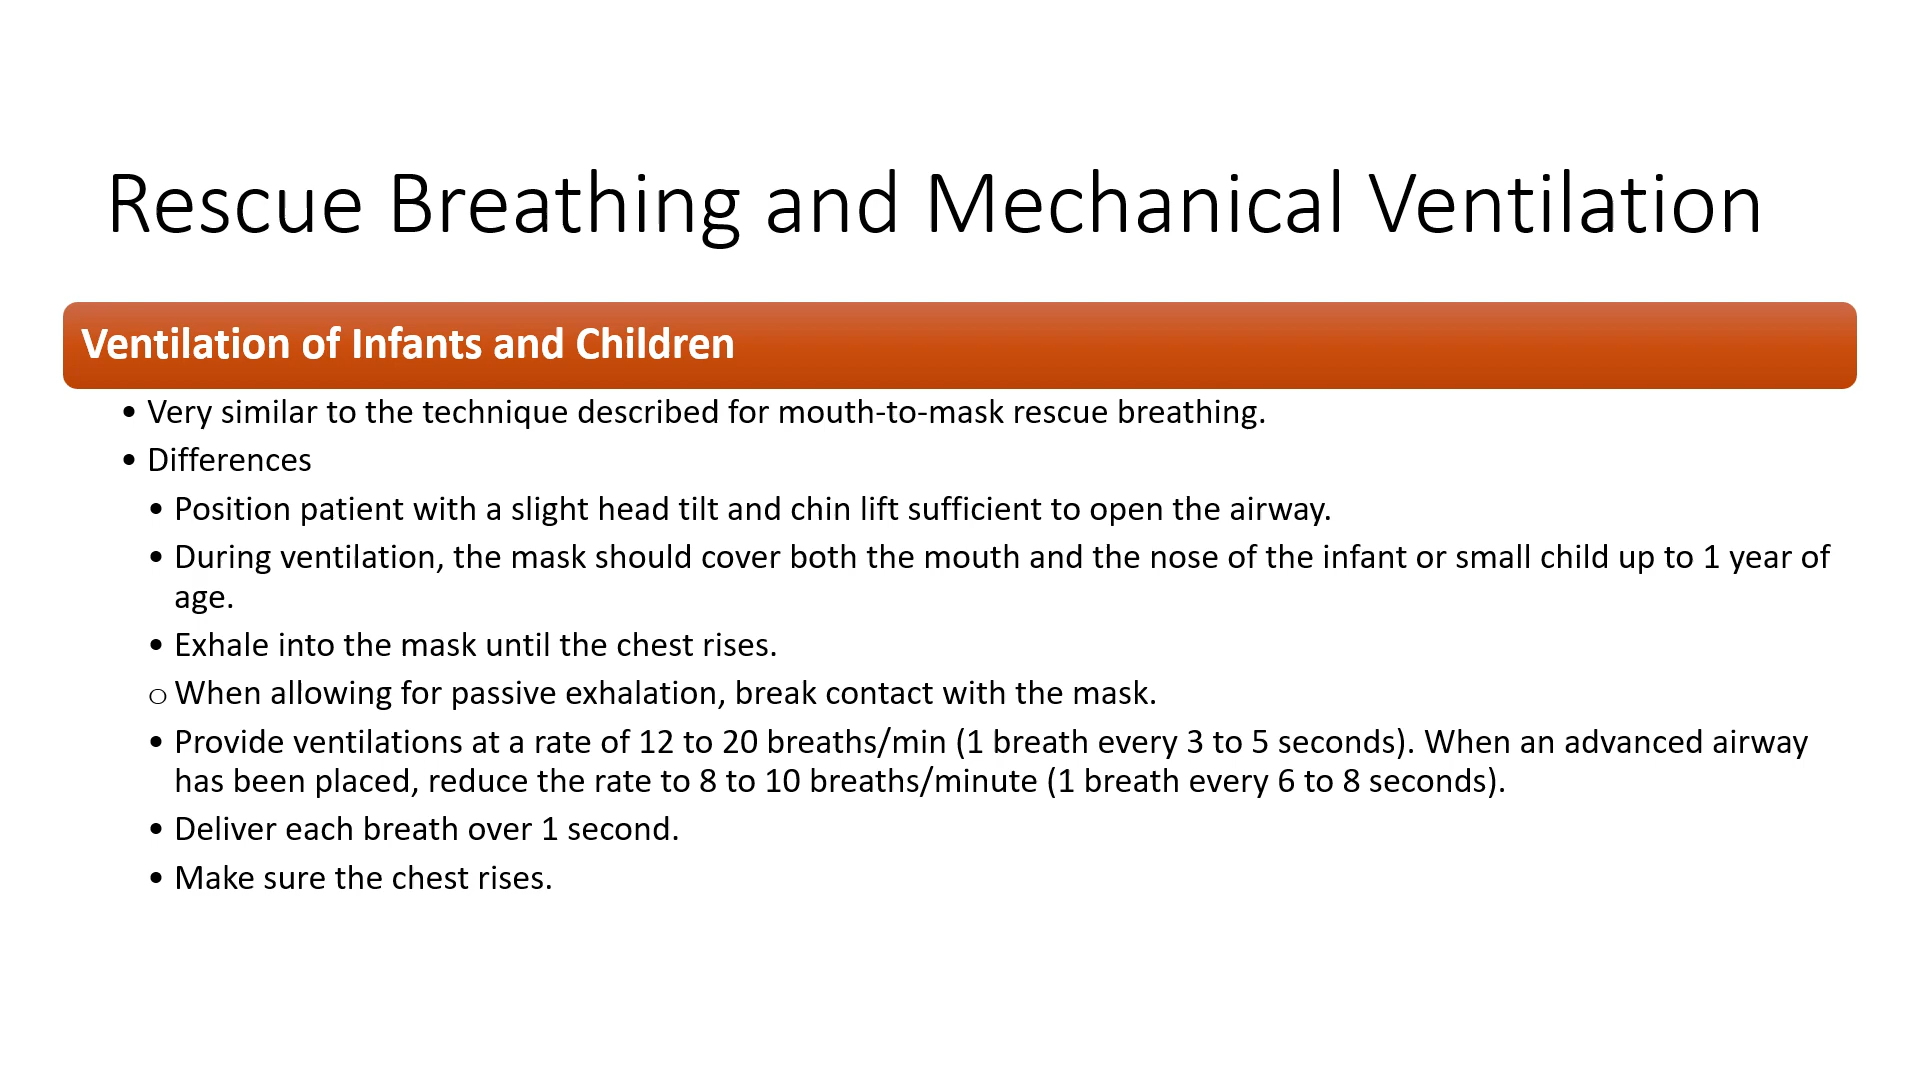 Rescue Breathing and Mechanical Ventilation
Ventilation of Infants and Children
• Very similar to the technique described for mouth-to-mask rescue breathing.
• Differences
• Position patient with a slight head tilt and chin lift sufficient to open the airway.
• During ventilation, the mask should cover both the mouth and the nose of the infant or small child up to 1 year of
age.
• Exhale into the mask until the chest rises.
o When allowing for passive exhalation, break contact with the mask.
• Provide ventilations at a rate of 12 to 20 breaths/min (1 breath every 3 to 5 seconds). When an advanced airway
has been placed, reduce the rate to 8 to 10 breaths/minute (1 breath every 6 to 8 seconds).
• Deliver each breath over 1 second.
• Make sure the chest rises.